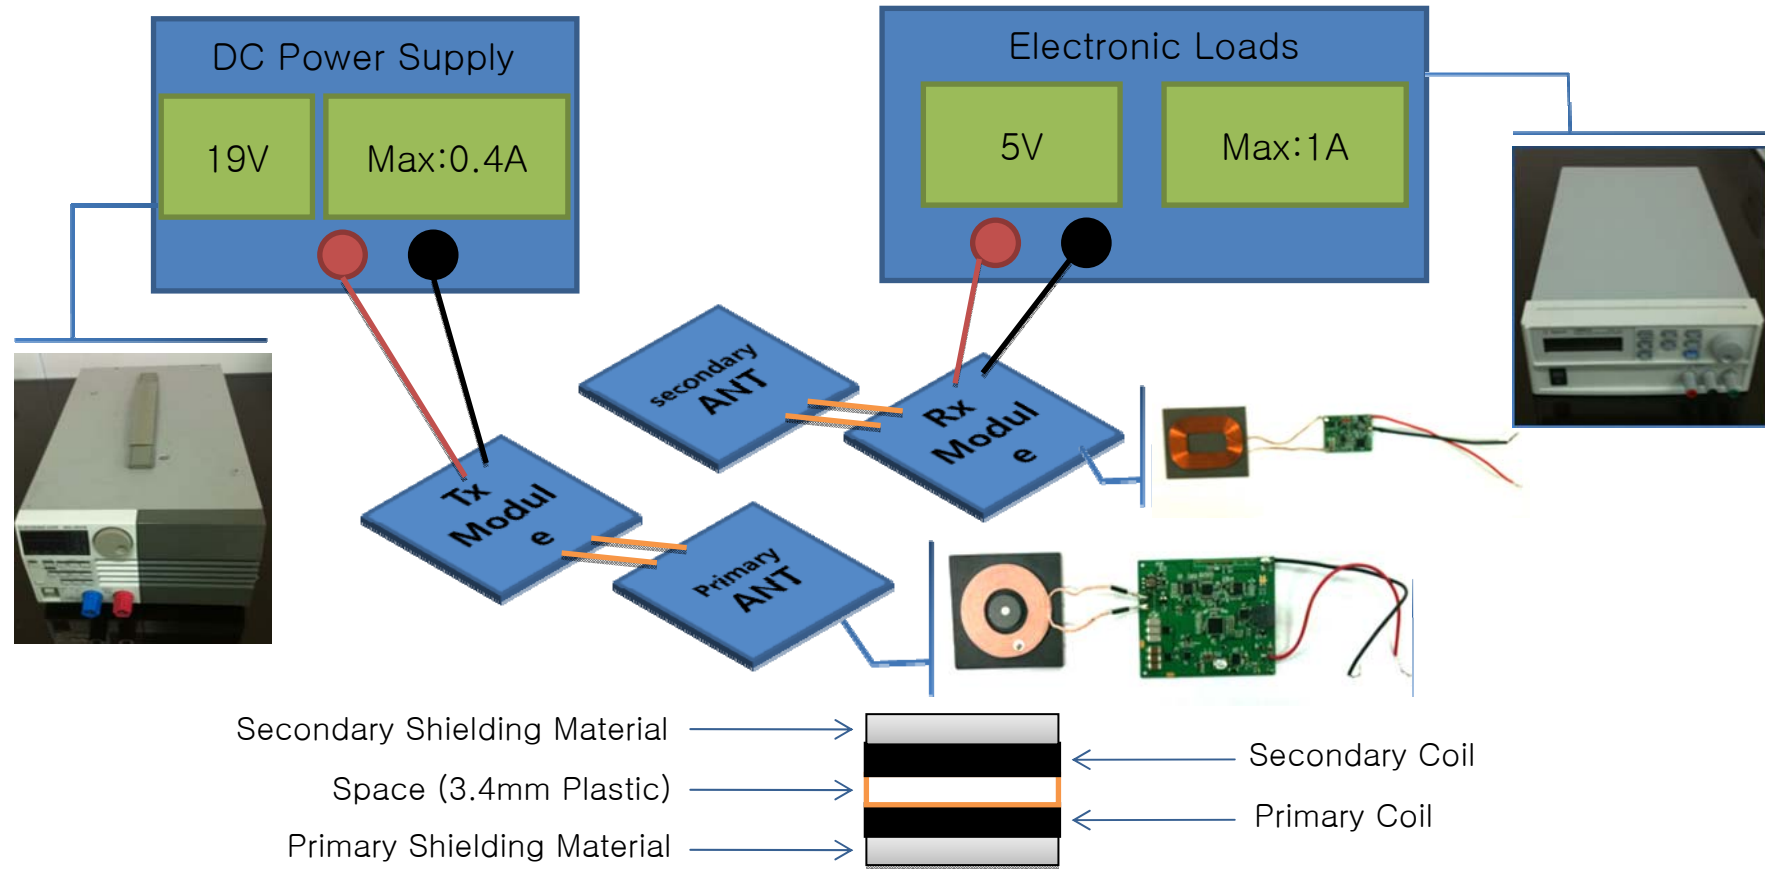 DC Power Supply
19V
Max:0.4A
Electronic Loads
5V
Max:1A
secondary
ANT
Rx
Modul
e
Tx
Modul
e
Primary
ANT
Secondary Shielding Material
Secondary Coil
Space (3.4mm Plastic)
Primary Coil
Primary Shielding Material